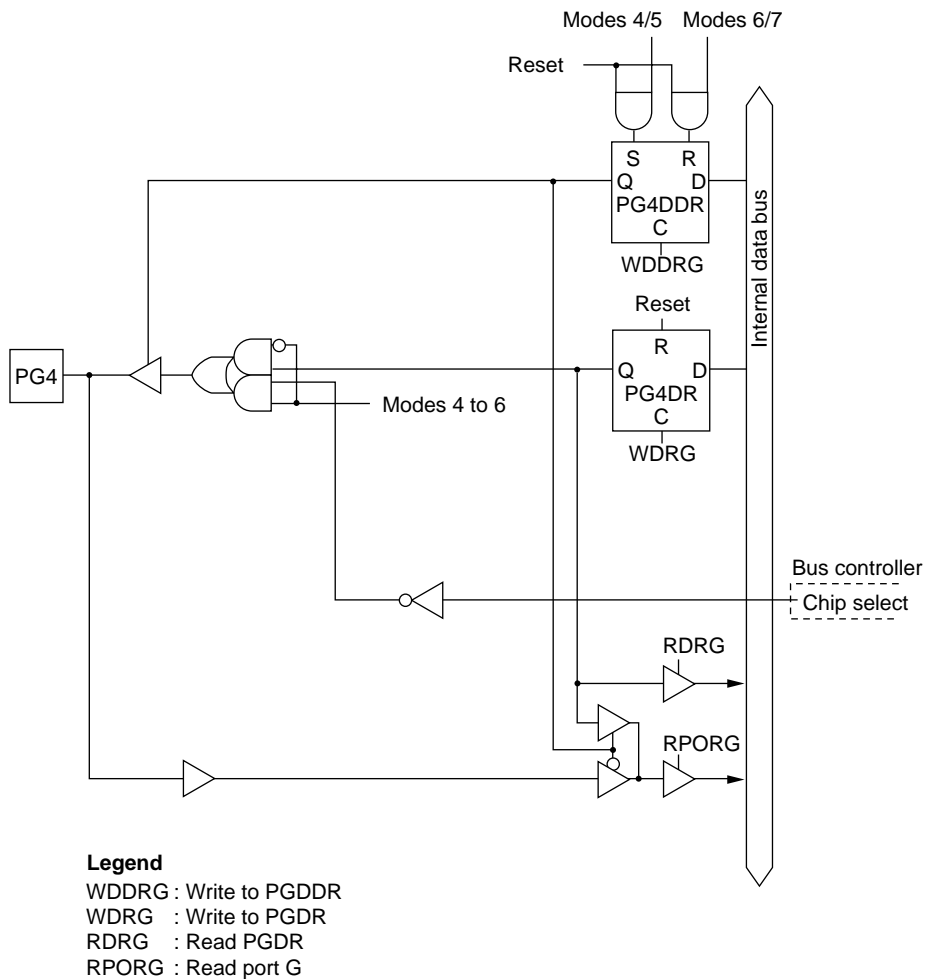 Modes 4/5
Modes 6/7
Reset
S
R
Q
D
PG4DDR
C
WDDRG
Internal data bus
Reset
R
Q
D
PG4DR
C
WDRG
PG4
Modes 4 to 6
Bus controller
Chip select
RDRG
RPORG
Legend
WDDRG : Write to PGDDR
WDRG : Write to PGDR
RDRG : Read PGDR
RPORG : Read port G